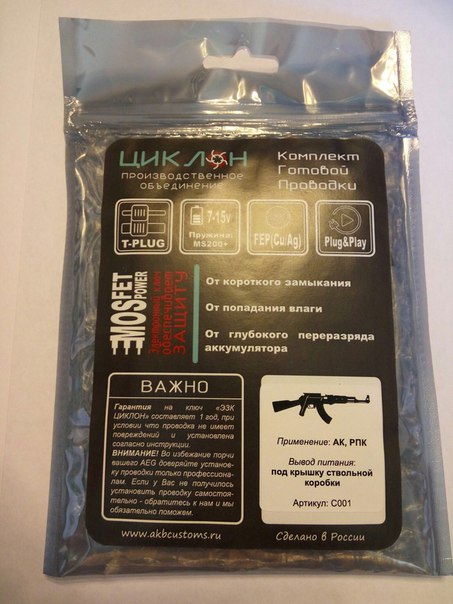 ЦИКЛОН
ПРОИЗВОДСТВЕННОЕ
ОБЪЕДИНЕНИЕ
Комплект
Готовой
Проводки
T-PLUG
7-15v
Пружина:
MS200+
FEP(Cu/Ag)
Plug&Play
MOSFET
POWER
Электронный ключ
обеспечивает
ЗАЩИТУ
От короткого замыкания
От попадания влаги
От глубокого переразряда
аккумулятора
ВАЖНО
Гарантия на ключ «ЭЗК
ЦИКЛОН» составляет 1 год, при
условии что проводка не имеет
повреждений и установлена
согласно инструкции.
ВНИМАНИЕ! Во избежание порчи
вашего AEG доверяйте установ-
ку проводки только профессиона-
лам. Если у Вас не получилось
установить проводку самостоя-
тельно - обратитесь к нам и мы
обязательно поможем.
Применение: АК, РПК
Вывод питания:
под крышку ствольной
коробки
Артикул: С001
www.akbcustoms.ru
Сделано в России